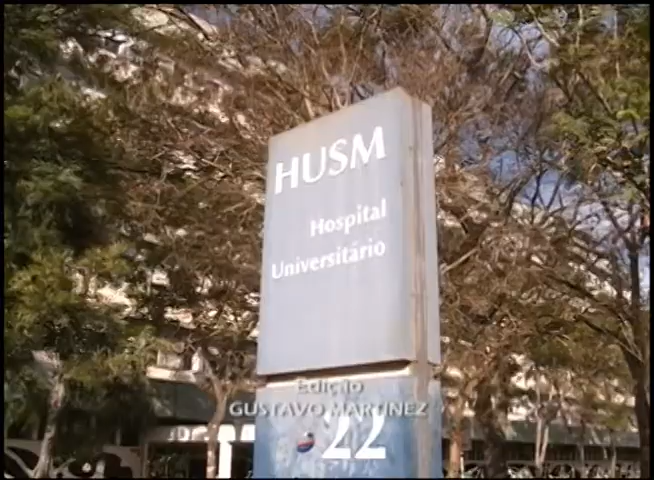 HUSM
Hospital
Universitário
Edição
GUSTAVO MARTINEZ
22